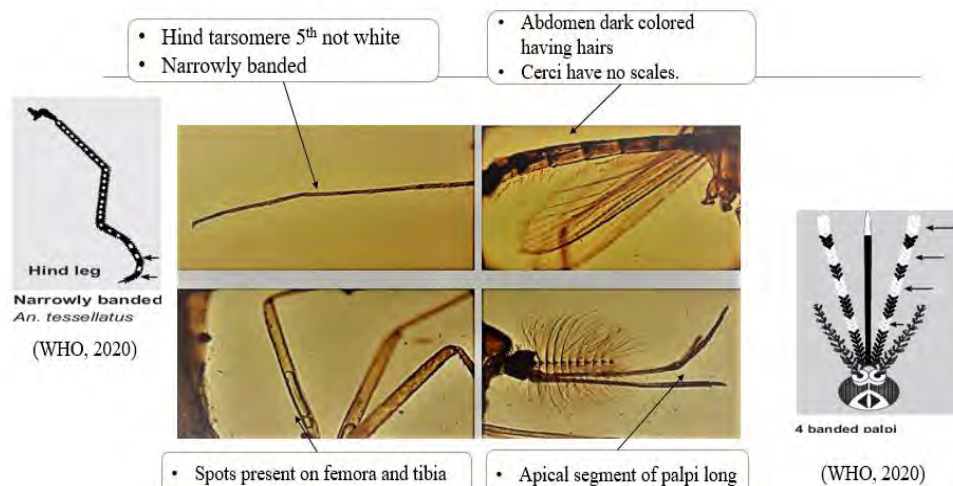 • Hind tarsomere 5th not white
• Narrowly banded
• Abdomen dark colored
having hairs
• Cerci have no scales.
Hind leg
Narrowly banded
An. tessellatus
(WHO, 2020)
4 banded palpi
(WHO, 2020)
• Spots present on femora and tibia
• Apical segment of palpi long